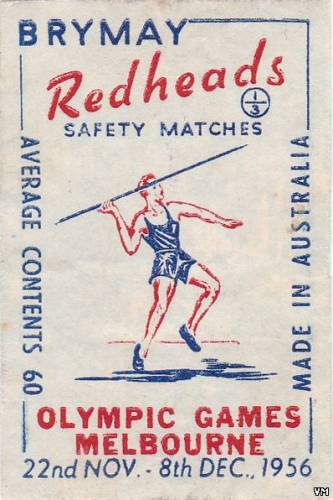 BRYMAY
Redheads
1/3
SAFETY MATCHES
AVERAGE CONTENTS 60
MADE IN AUSTRALIA
OLYMPIC GAMES
MELBOURNE
22nd NOV. - 8th DEC., 1956
VM